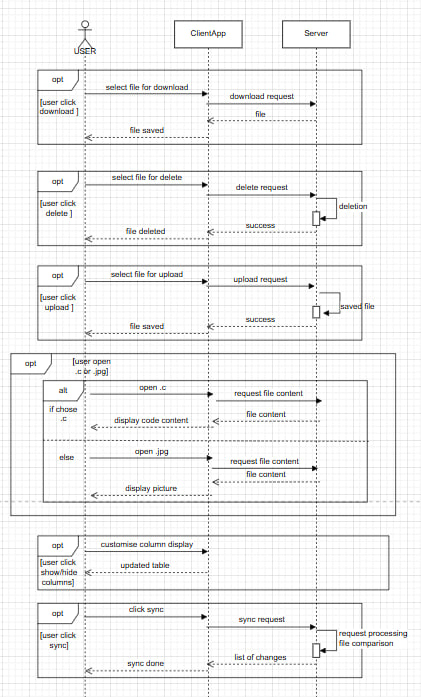 USER
ClientApp
Server
opt
select file for download
[user click
download ]
download request
file
file saved
opt
select file for delete
[user click
delete ]
delete request
deletion
success
file deleted
opt
select file for upload
[user click
upload ]
upload request
saved file
success
file saved
opt
[user open
.c or .jpg]
alt
open .c
if chose
.c
request file content
file content
display code content
else
open .jpg
request file content
file content
display picture
opt
customise column display
[user click
show/hide
columns]
updated table
opt
click sync
[user click
sync]
sync request
request processing
file comparison
list of changes
sync done